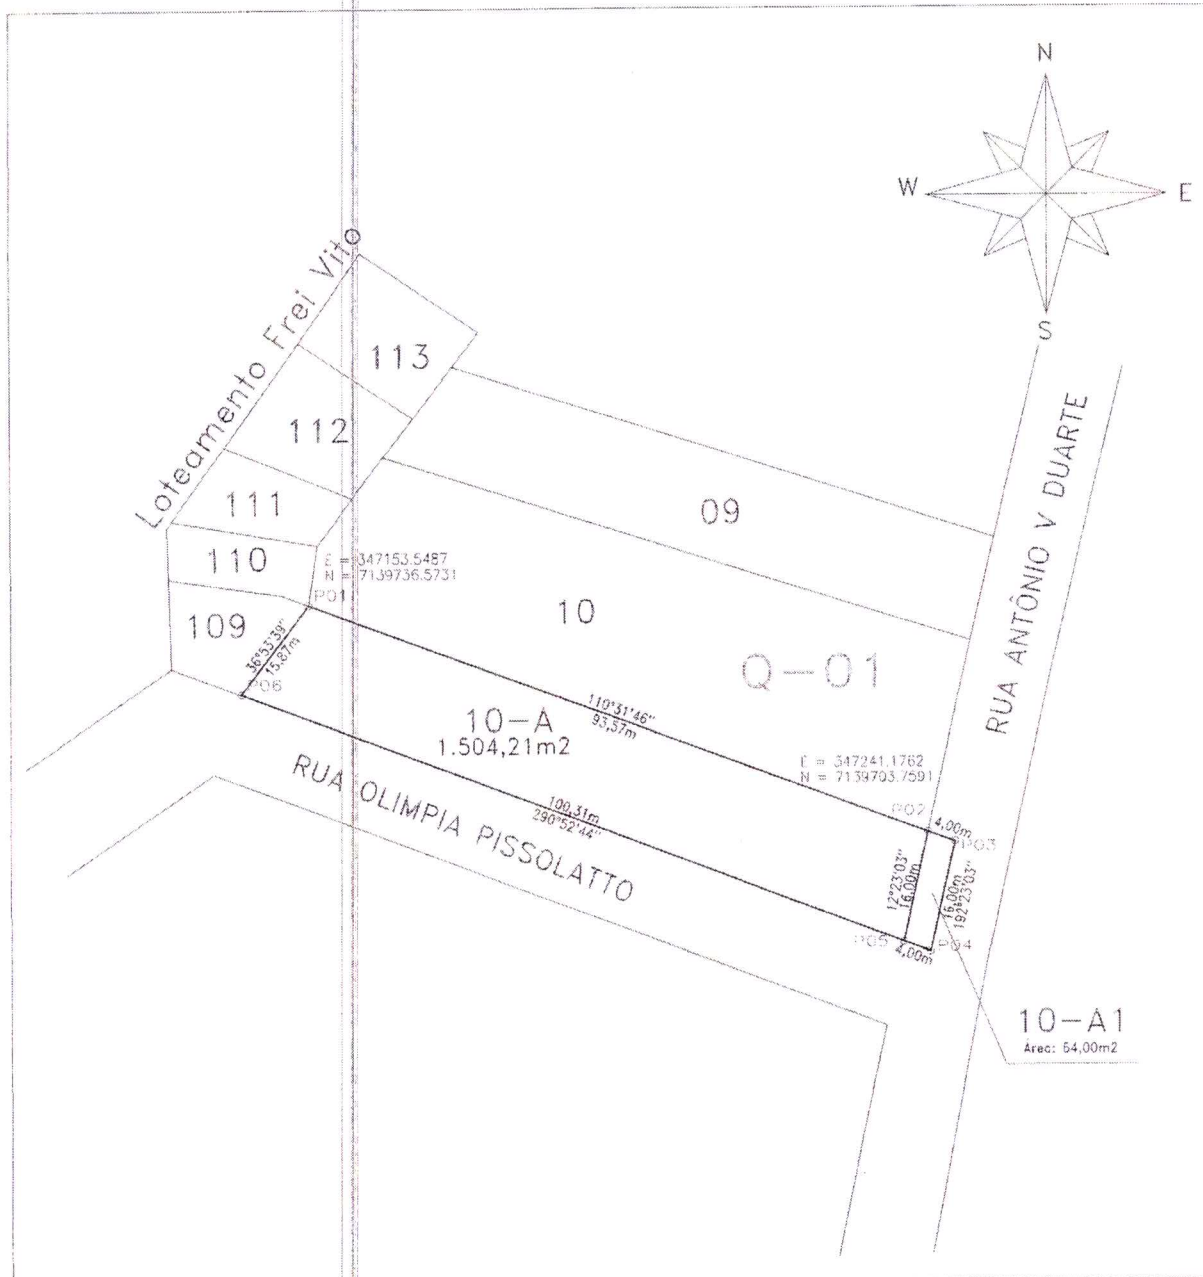 N
W
E
S
Loteamento Frei Vito
113
112
111
110
109
E = 347153.5487
N = 7139736.5731
P01
09
10
Q-01
RUA ANTÔNIO V DUARTE
36°53'39"
15.87m
P06
10-A
1.504,21m2
110°31'46"
93,57m
E = 347241.1762
N = 7139703.7591
P02
4,00m
P03
RUA OLIMPIA PISSOLATTO
100,31m
290°52'44"
12°23'03"
16,00m
16,00m
192°23'03"
P05
4,00m
P04
10-A1
Área: 64,00m2